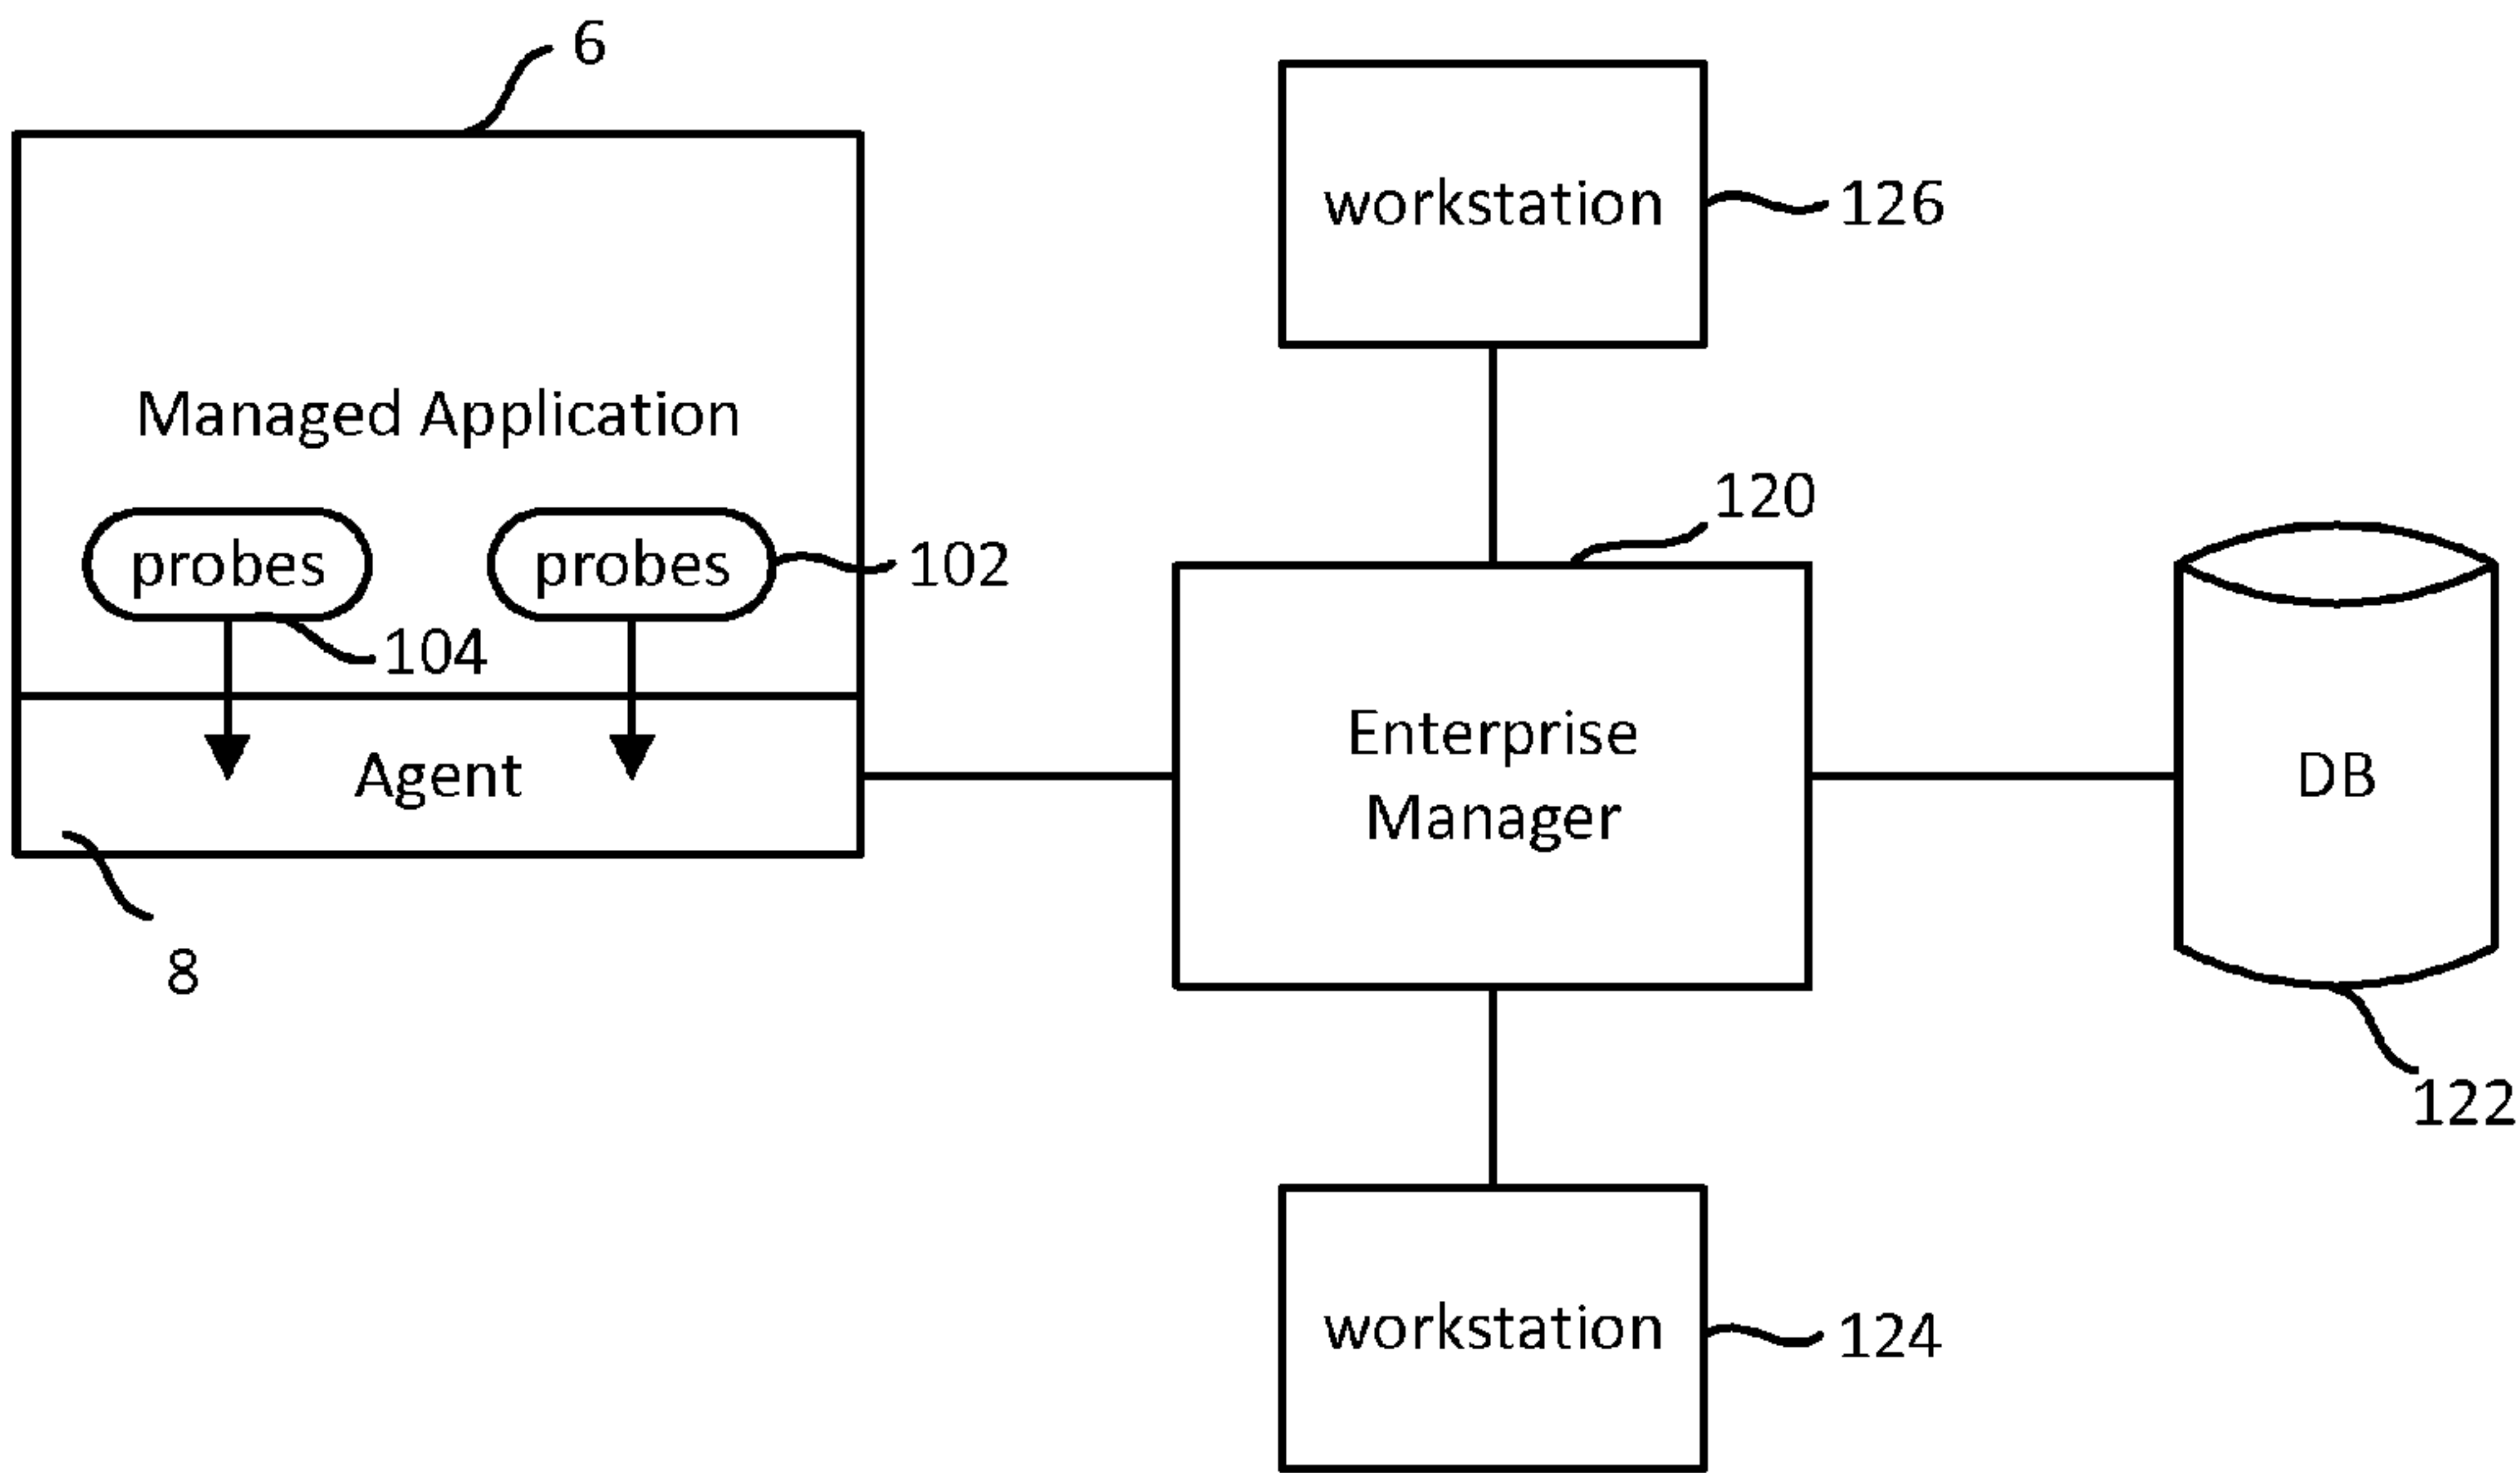 6
workstation
126
Managed Application
120
probes
probes
102
104
Enterprise
Manager
DB
Agent
8
122
workstation
124